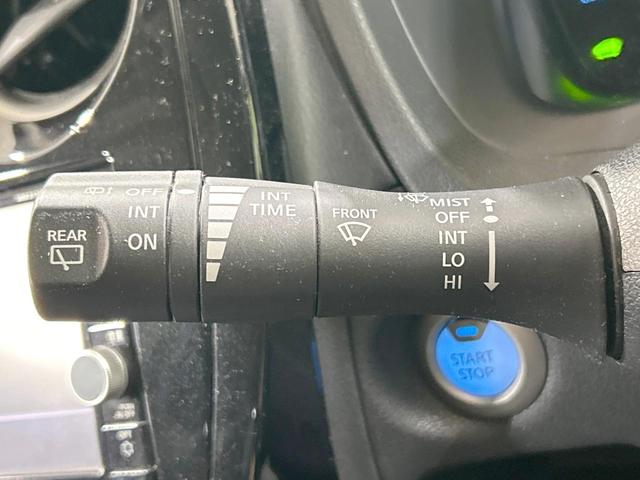 REAR
OFF
INT
ON
INT
TIME
FRONT
MIST
OFF
INT
LO
HI
START
STOP